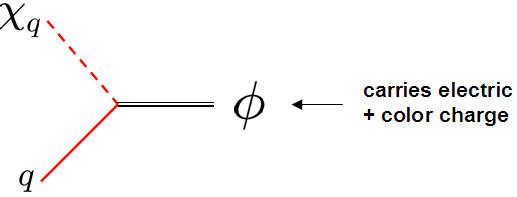 χq
ϕ
carries electric
+ color charge
q